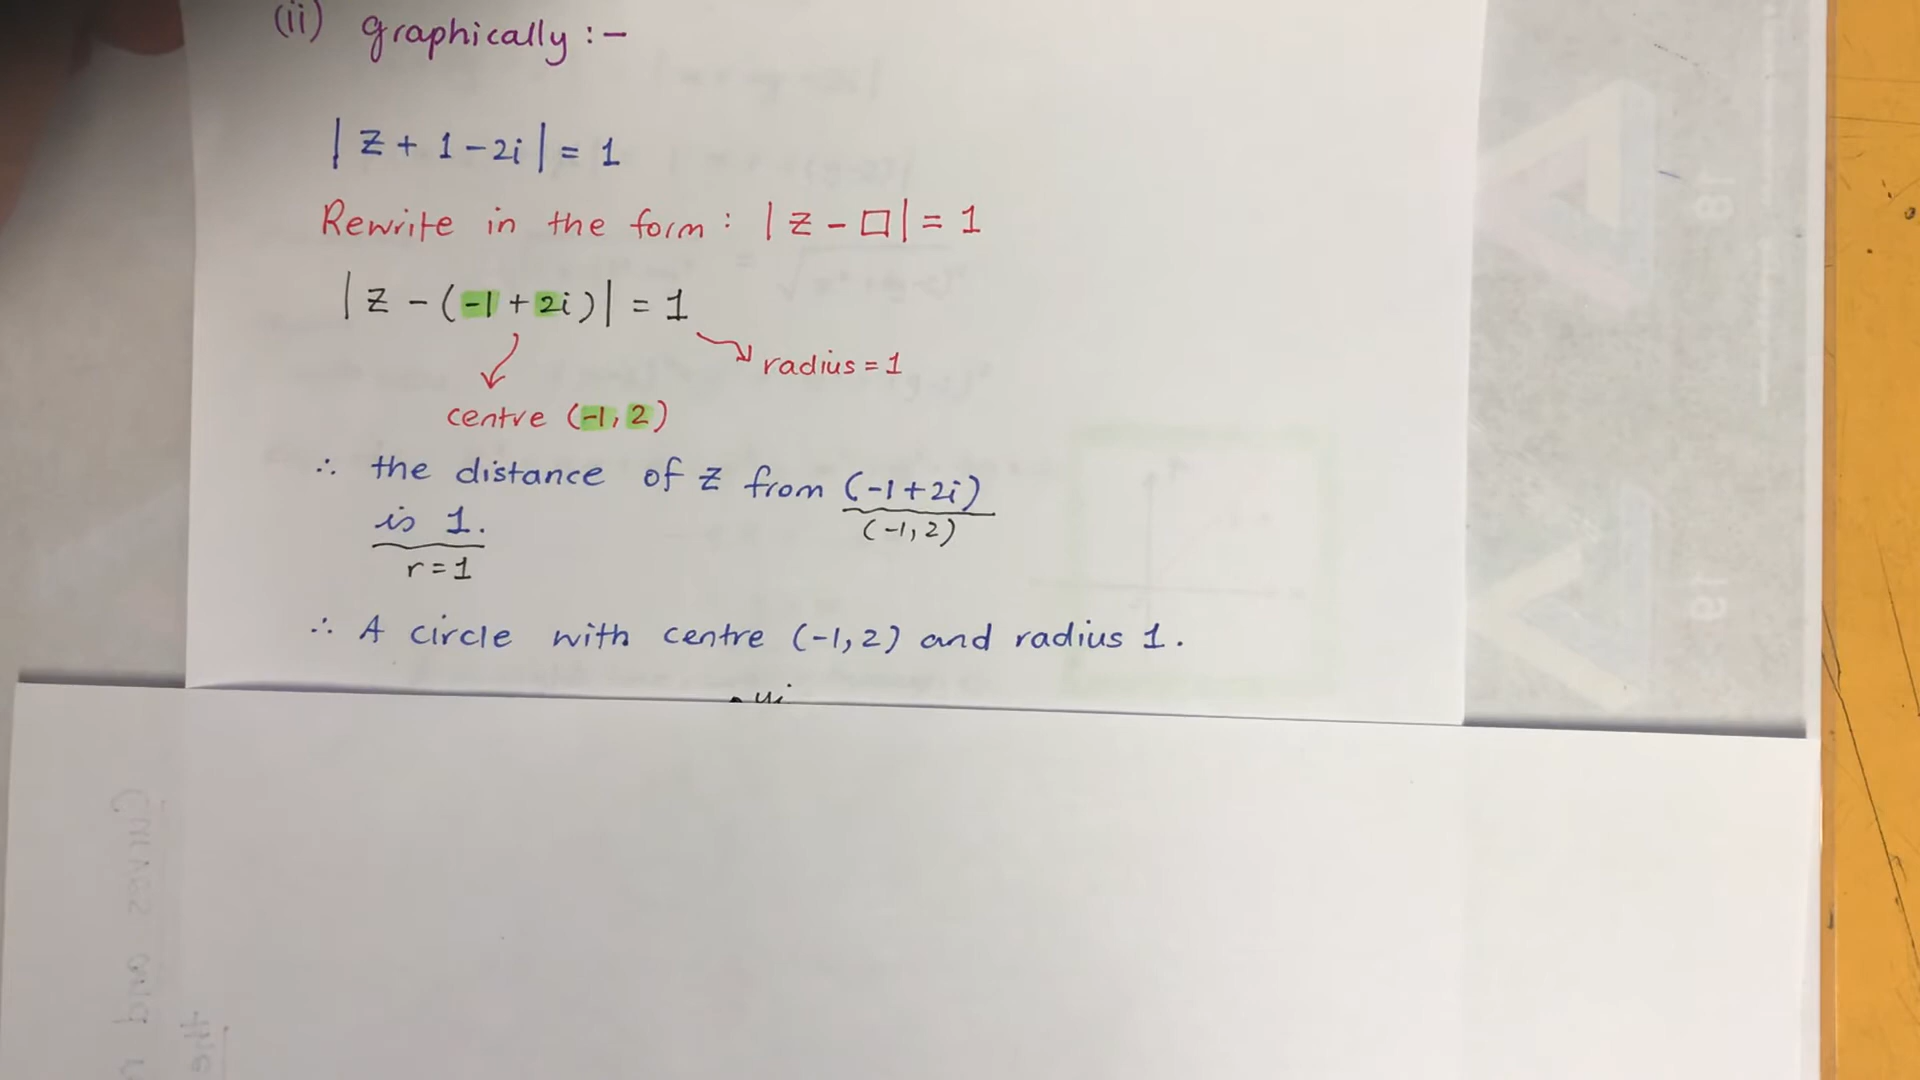 (ii) graphically :-
| z + 1 - 2i | = 1
Rewrite in the form : | z - □ | = 1
| z - (-1 + 2i) | = 1
radius = 1
centre (-1, 2)
∴ the distance of z from (-1 + 2i)
is 1.
(-1, 2)
r = 1
∴ A circle with centre (-1, 2) and radius 1.